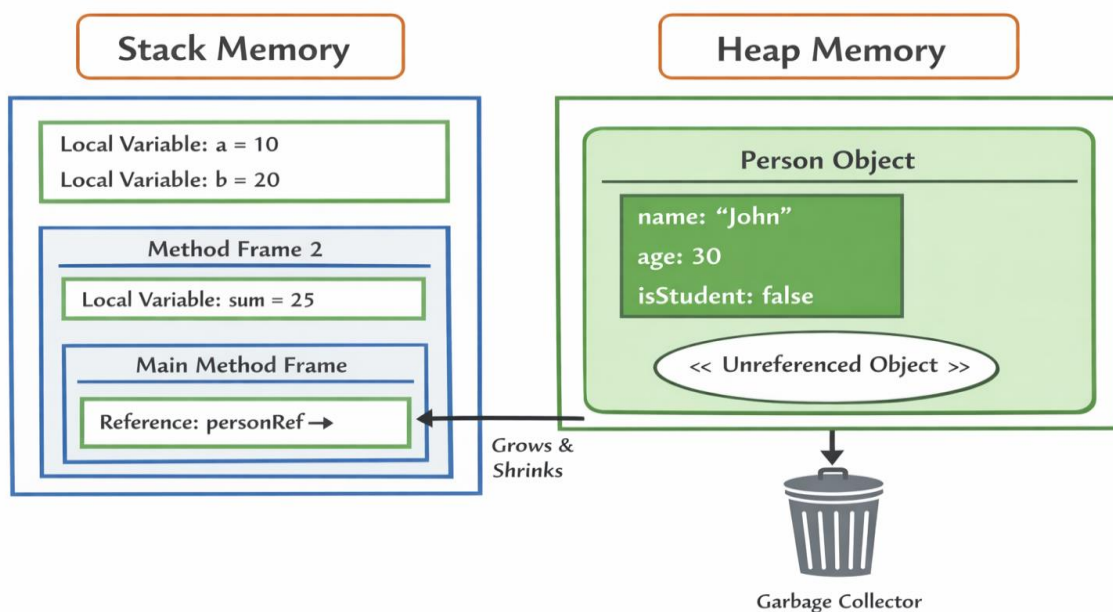 Stack Memory
Local Variable: a = 10
Local Variable: b = 20
Method Frame 2
Local Variable: sum = 25
Main Method Frame
Reference: personRef →
Grows &
Shrinks
Heap Memory
Person Object
name: “John”
age: 30
isStudent: false
<< Unreferenced Object >>
Garbage Collector